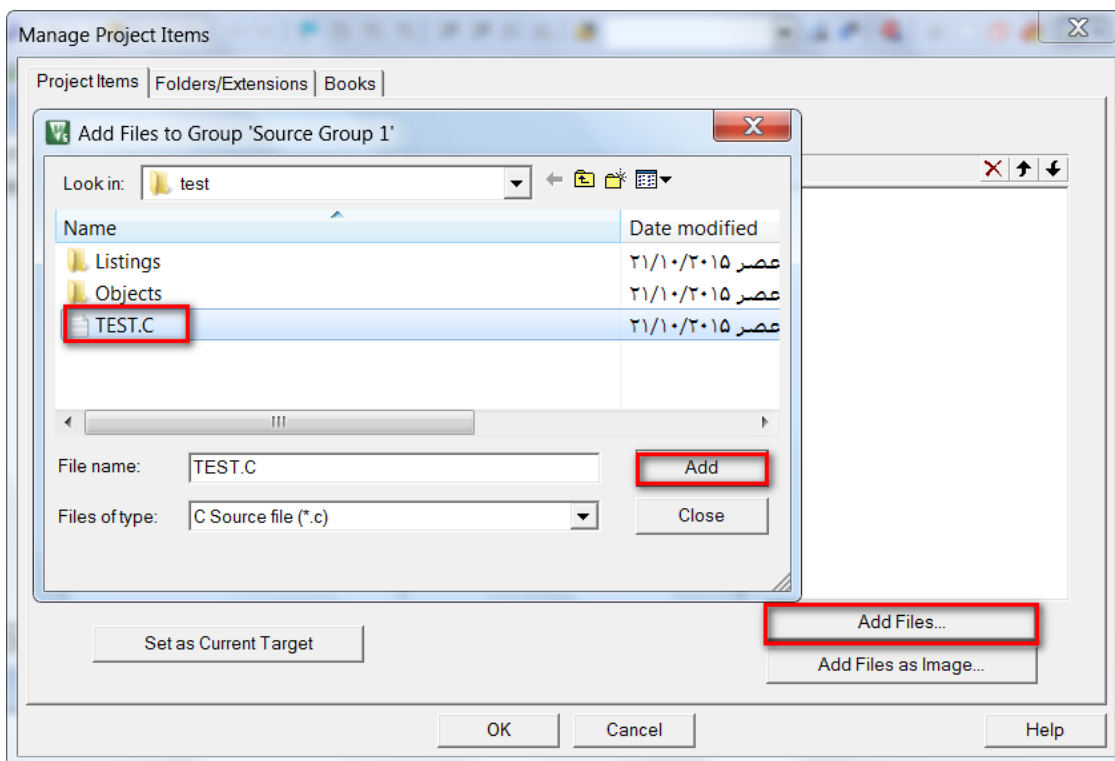 Manage Project Items
Project Items Folders/Extensions Books
Add Files to Group 'Source Group 1'
Look in: test
Name Date modified
Listings ۲۱/۱۰/۲۰۱۵ عصر
Objects ۲۱/۱۰/۲۰۱۵ عصر
TEST.C ۲۱/۱۰/۲۰۱۵ عصر
File name: TEST.C Add
Files of type: C Source file (*.c) Close
Add Files...
Set as Current Target
Add Files as Image...
OK Cancel Help